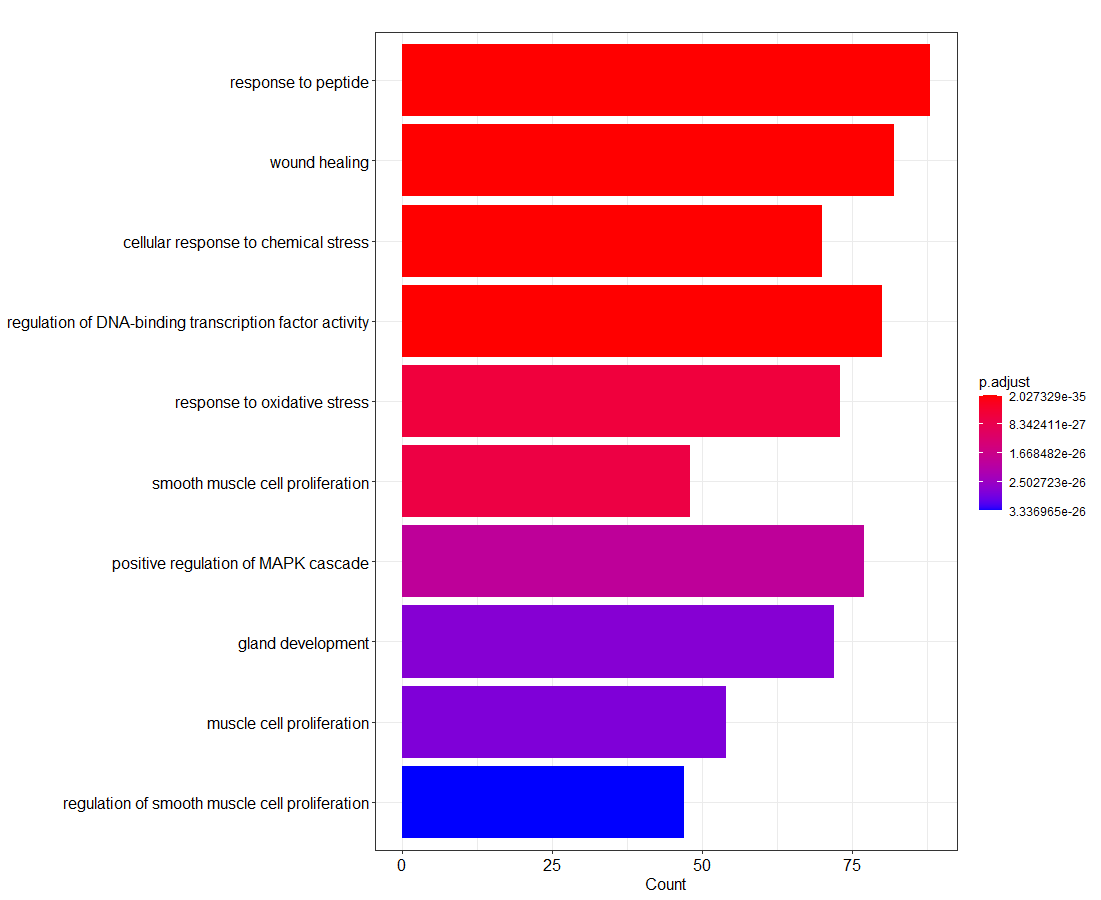 response to peptide
wound healing
cellular response to chemical stress
regulation of DNA-binding transcription factor activity
response to oxidative stress
smooth muscle cell proliferation
positive regulation of MAPK cascade
gland development
muscle cell proliferation
regulation of smooth muscle cell proliferation
0 25 50 75
Count
p.adjust
2.027329e-35
8.342411e-27
1.668482e-26
2.502723e-26
3.336965e-26